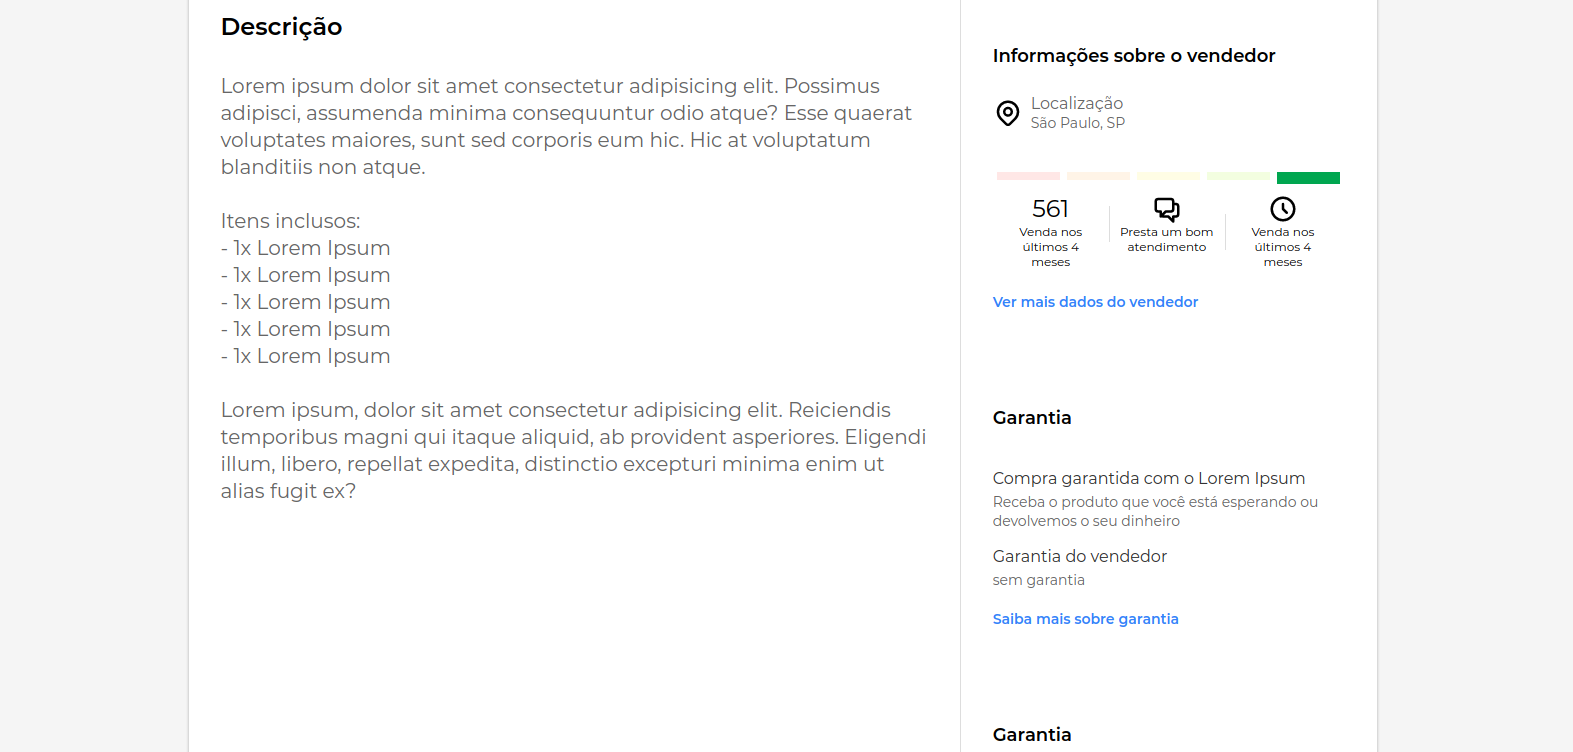 Descrição
Lorem ipsum dolor sit amet consectetur adipisicing elit. Possimus
adipisci, assumenda minima consequuntur odio atque? Esse quaerat
voluptates maiores, sunt sed corporis eum hic. Hic at voluptatum
blanditiis non atque.
Itens inclusos:
- 1x Lorem Ipsum
- 1x Lorem Ipsum
- 1x Lorem Ipsum
- 1x Lorem Ipsum
- 1x Lorem Ipsum
Lorem ipsum, dolor sit amet consectetur adipisicing elit. Reiciendis
temporibus magni qui itaque aliquid, ab provident asperiores. Eligendi
illum, libero, repellat expedita, distinctio excepturi minima enim ut
alias fugit ex?
Informações sobre o vendedor
Localização
São Paulo, SP
561
Venda nos
últimos 4
meses
Presta um bom
atendimento
Venda nos
últimos 4
meses
Ver mais dados do vendedor
Garantia
Compra garantida com o Lorem Ipsum
Receba o produto que você está esperando ou
devolvemos o seu dinheiro
Garantia do vendedor
sem garantia
Saiba mais sobre garantia
Garantia